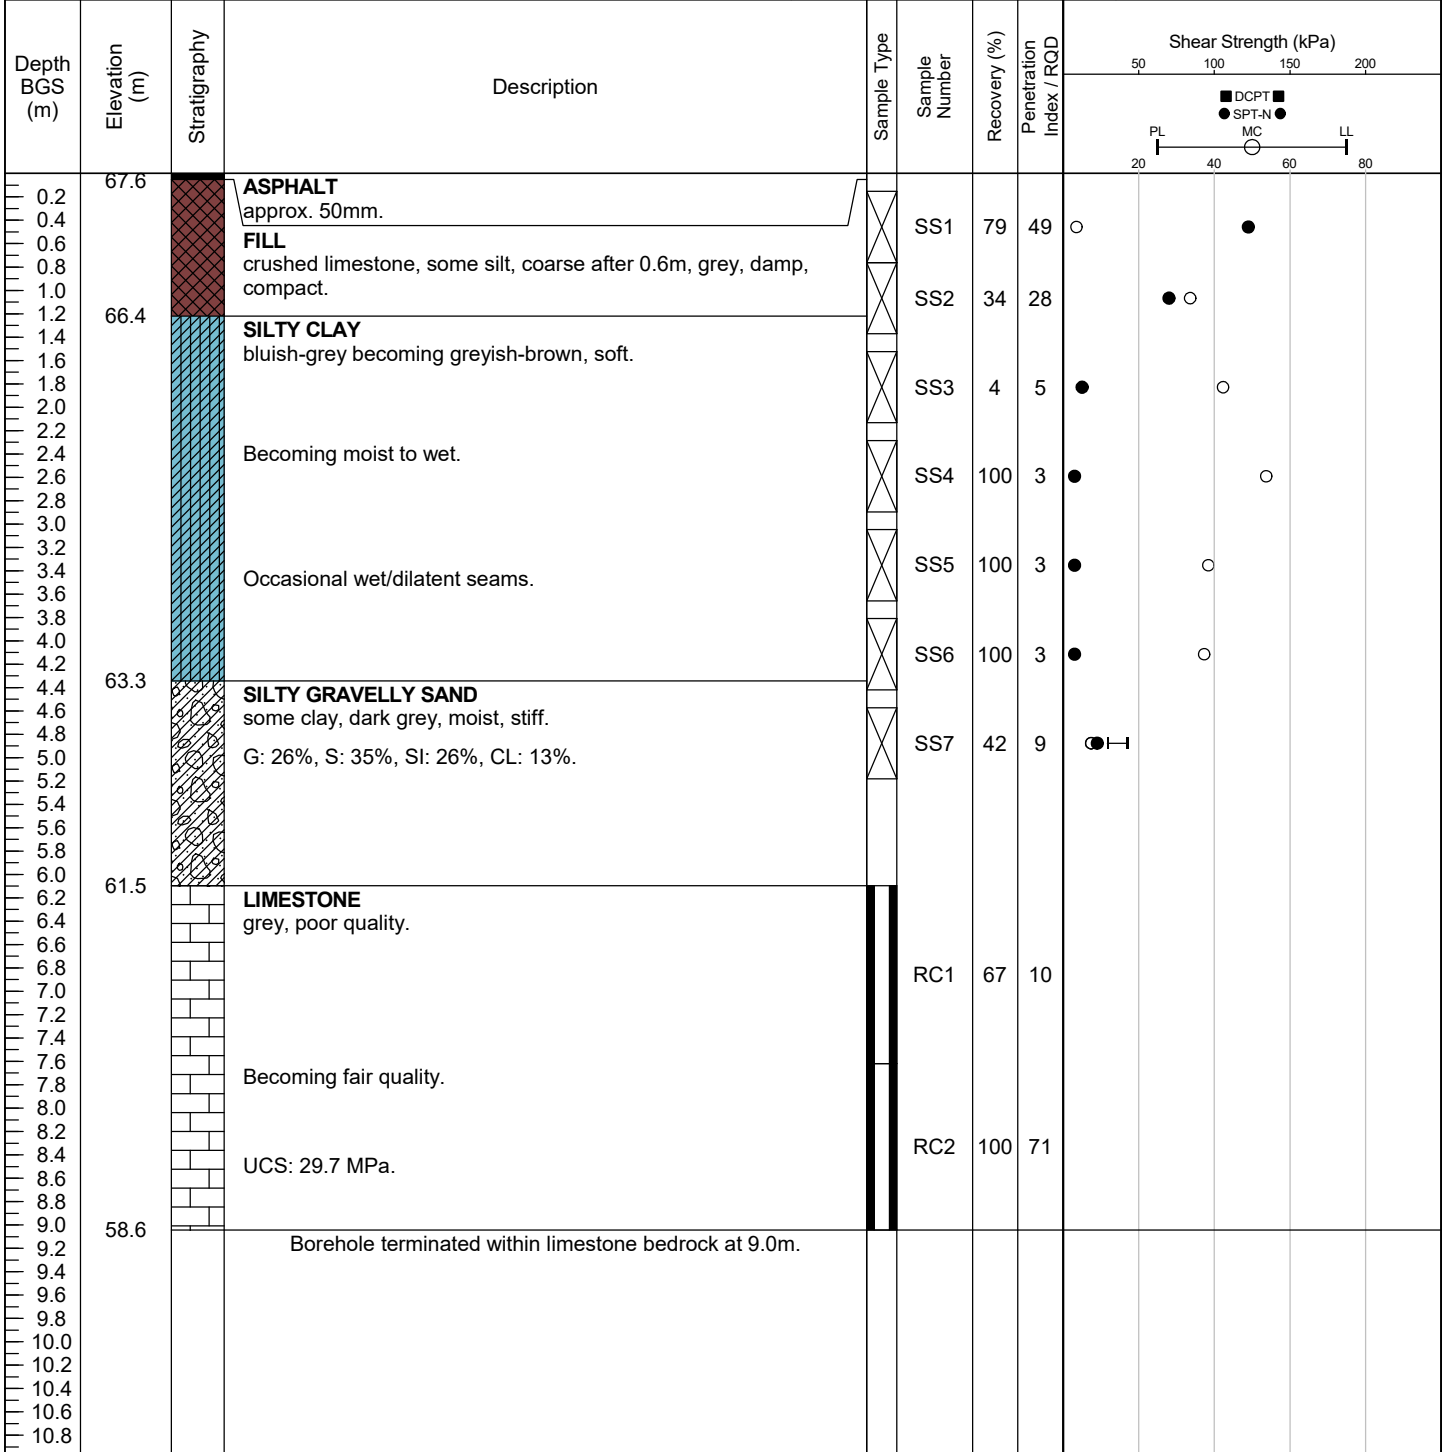 Depth
BGS
(m)
Elevation
(m)
Stratigraphy
Description
Sample Type
Sample
Number
Recovery (%)
Penetration
Index / RQD
Shear Strength (kPa)
50 100 150 200
DCPT
SPT-N
PL MC LL
20 40 60 80
67.6
ASPHALT
approx. 50mm.
0.2
0.4
SS1 79 49
FILL
0.6
crushed limestone, some silt, coarse after 0.6m, grey, damp,
0.8
compact.
1.0
SS2 34 28
1.2
66.4
SILTY CLAY
1.4
bluish-grey becoming greyish-brown, soft.
1.6
1.8
SS3 4 5
2.0
2.2
2.4
Becoming moist to wet.
2.6
SS4 100 3
2.8
3.0
3.2
3.4
SS5 100 3
Occasional wet/dilatent seams.
3.6
3.8
4.0
SS6 100 3
4.2
63.3
4.4
SILTY GRAVELLY SAND
4.6
some clay, dark grey, moist, stiff.
4.8
SS7 42 9
G: 26%, S: 35%, SI: 26%, CL: 13%.
5.0
5.2
5.4
5.6
5.8
6.0
61.5
6.2
LIMESTONE
6.4
grey, poor quality.
6.6
6.8
RC1 67 10
7.0
7.2
7.4
7.6
Becoming fair quality.
7.8
8.0
8.2
RC2 100 71
8.4
UCS: 29.7 MPa.
8.6
8.8
9.0
58.6
9.2
Borehole terminated within limestone bedrock at 9.0m.
9.4
9.6
9.8
10.0
10.2
10.4
10.6
10.8